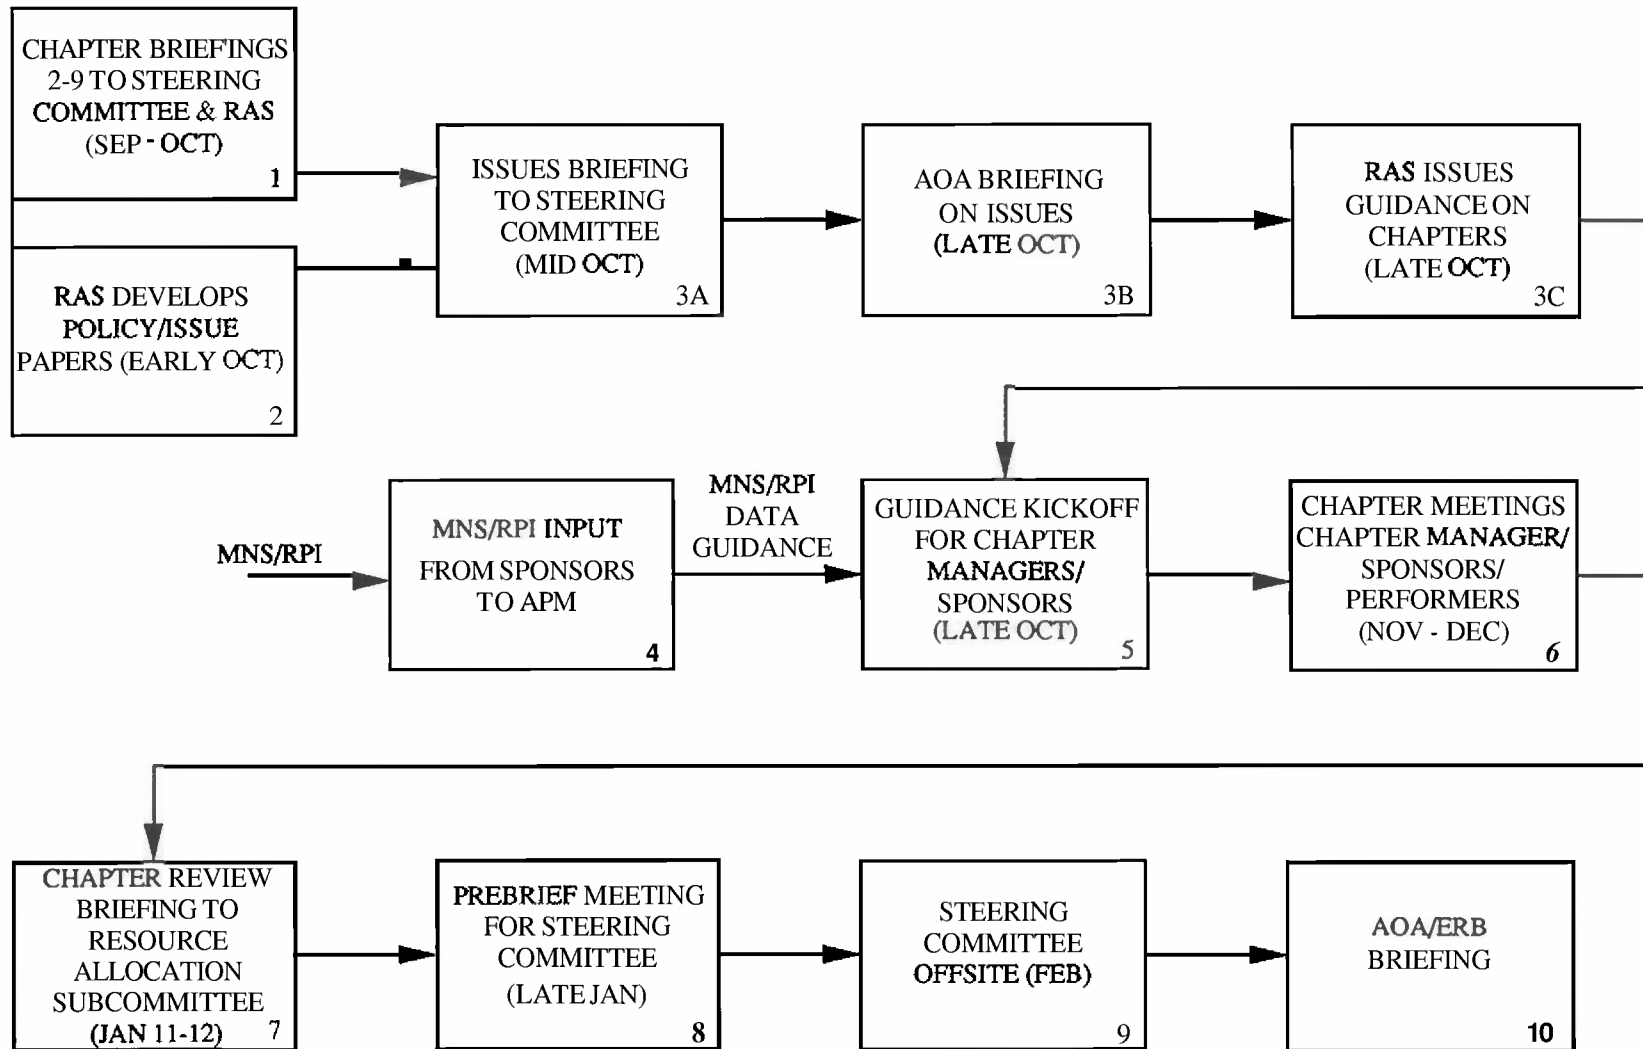 CHAPTER BRIEFINGS
2-9 TO STEERING
COMMITTEE & RAS
(SEP - OCT)
1
RAS DEVELOPS
POLICY/ISSUE
PAPERS (EARLY OCT)
2
ISSUES BRIEFING
TO STEERING
COMMITTEE
(MID OCT)
3A
AOA BRIEFING
ON ISSUES
(LATE OCT)
3B
RAS ISSUES
GUIDANCE ON
CHAPTERS
(LATE OCT)
3C
MNS/RPI
MNS/RPI INPUT
FROM SPONSORS
TO APM
4
MNS/RPI
DATA
GUIDANCE
GUIDANCE KICKOFF
FOR CHAPTER
MANAGERS/
SPONSORS
(LATE OCT)
5
CHAPTER MEETINGS
CHAPTER MANAGER/
SPONSORS/
PERFORMERS
(NOV - DEC)
6
CHAPTER REVIEW
BRIEFING TO
RESOURCE
ALLOCATION
SUBCOMMITTEE
(JAN 11-12)
7
PREBRIEF MEETING
FOR STEERING
COMMITTEE
(LATE JAN)
8
STEERING
COMMITTEE
OFFSITE (FEB)
9
AOA/ERB
BRIEFING
10